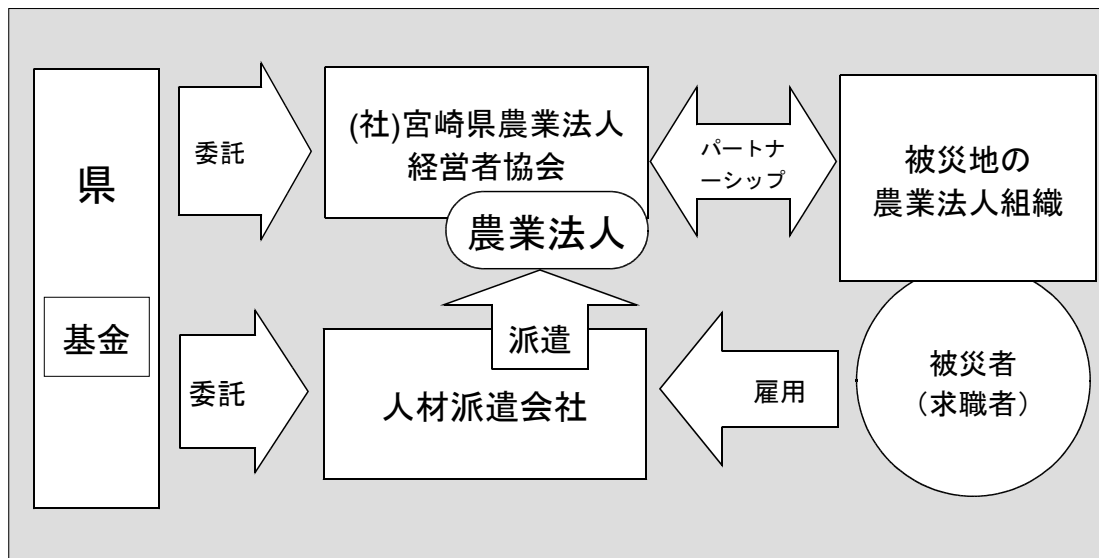 県
基金
委託
(社)宮崎県農業法人
経営者協会
農業法人
パートナ
ーシップ
被災地の
農業法人組織
委託
派遣
人材派遣会社
雇用
被災者
（求職者）